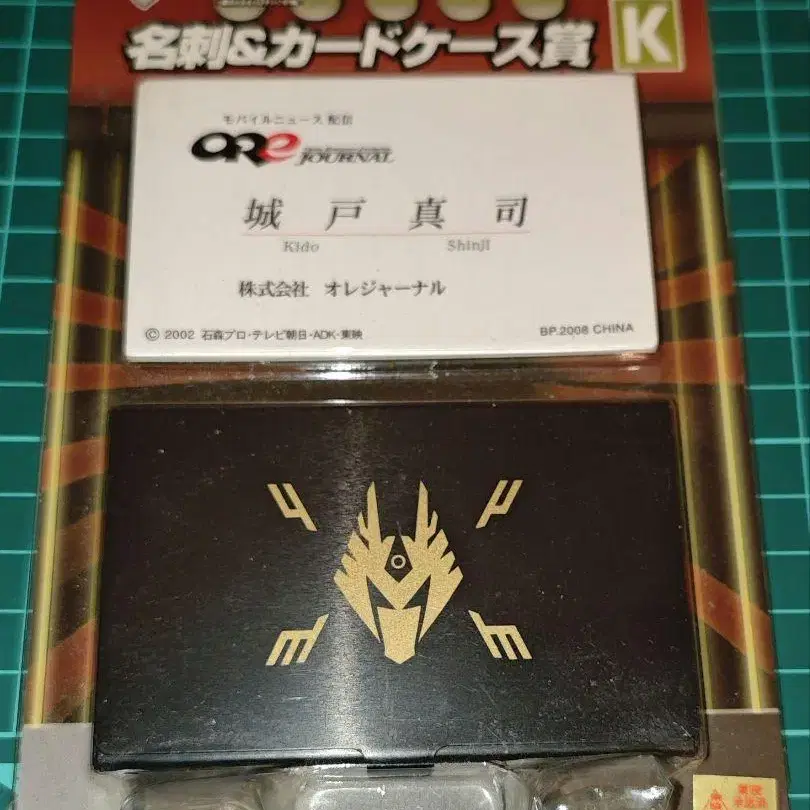 名刺&カードケース賞 K
モバイルニュース配信
ORe JOURNAL
城戸真司
Kido Shinji
株式会社 オレジャーナル
© 2002 石森プロ・テレビ朝日・ADK・東映
BP.2008 CHINA